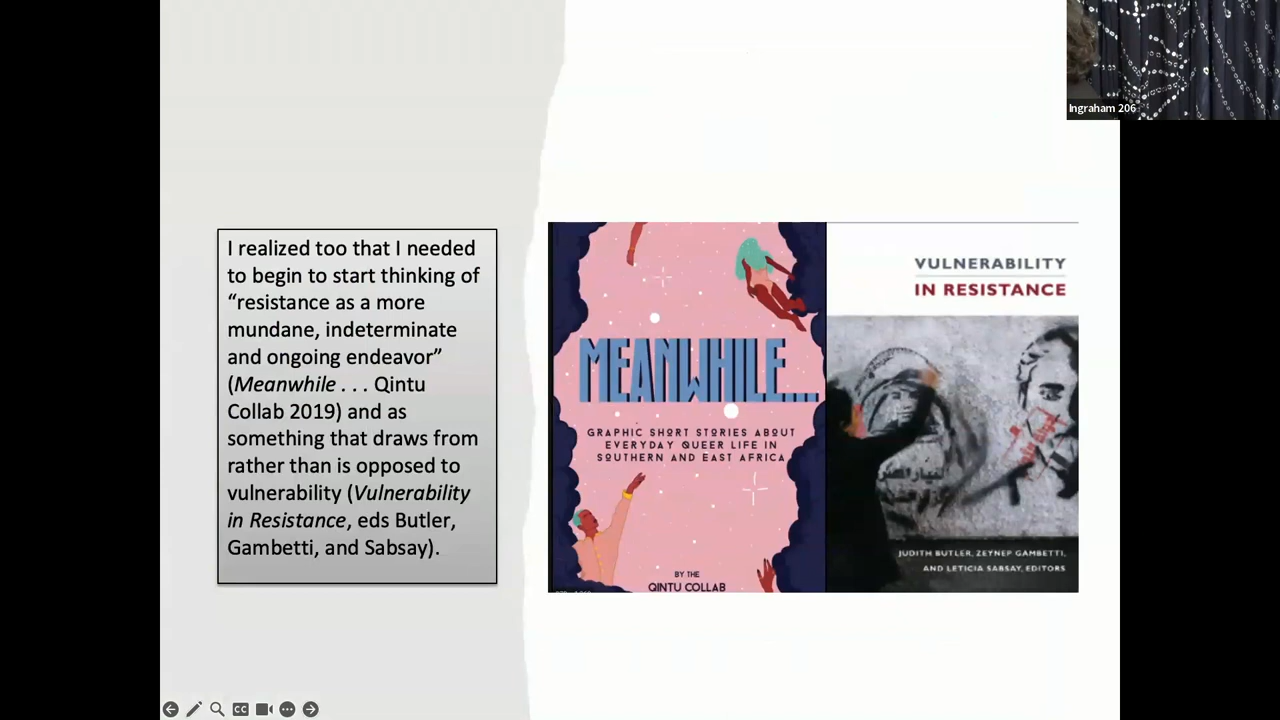 Ingraham 206
I realized too that I needed
to begin to start thinking of
“resistance as a more
mundane, indeterminate
and ongoing endeavor”
(Meanwhile . . . Qintu
Collab 2019) and as
something that draws from
rather than is opposed to
vulnerability (Vulnerability
in Resistance, eds Butler,
Gambetti, and Sabsay).
MEANWHILE...
GRAPHIC SHORT STORIES ABOUT
EVERYDAY QUEER LIFE IN
SOUTHERN AND EAST AFRICA
BY THE
QINTU COLLAB
VULNERABILITY
IN RESISTANCE
JUDITH BUTLER, ZEYNEP GAMBETTI,
AND LETICIA SABSAY, EDITORS
CC